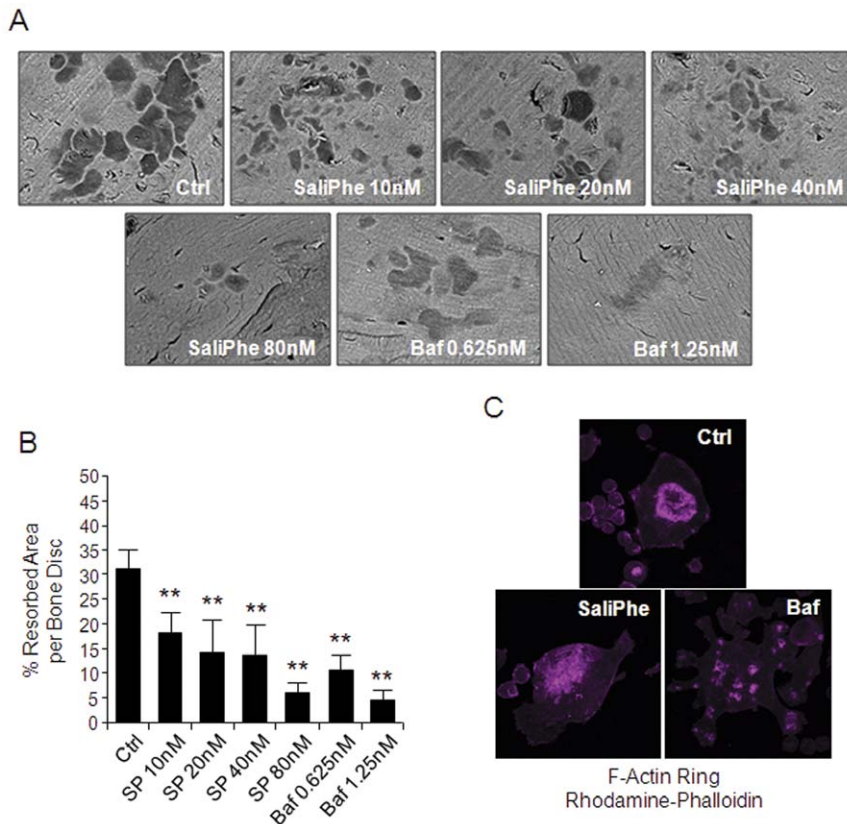 A
Ctrl
SaliPhe 10nM
SaliPhe 20nM
SaliPhe 40nM
SaliPhe 80nM
Baf 0.625nM
Baf 1.25nM
B
% Resorbed Area
per Bone Disc
50
45
40
35
30
25
20
15
10
5
0
**
**
**
**
**
**
Ctrl
SP 10nM
SP 20nM
SP 40nM
SP 80nM
Baf 0.625nM
Baf 1.25nM
C
Ctrl
SaliPhe
Baf
F-Actin Ring
Rhodamine-Phalloidin